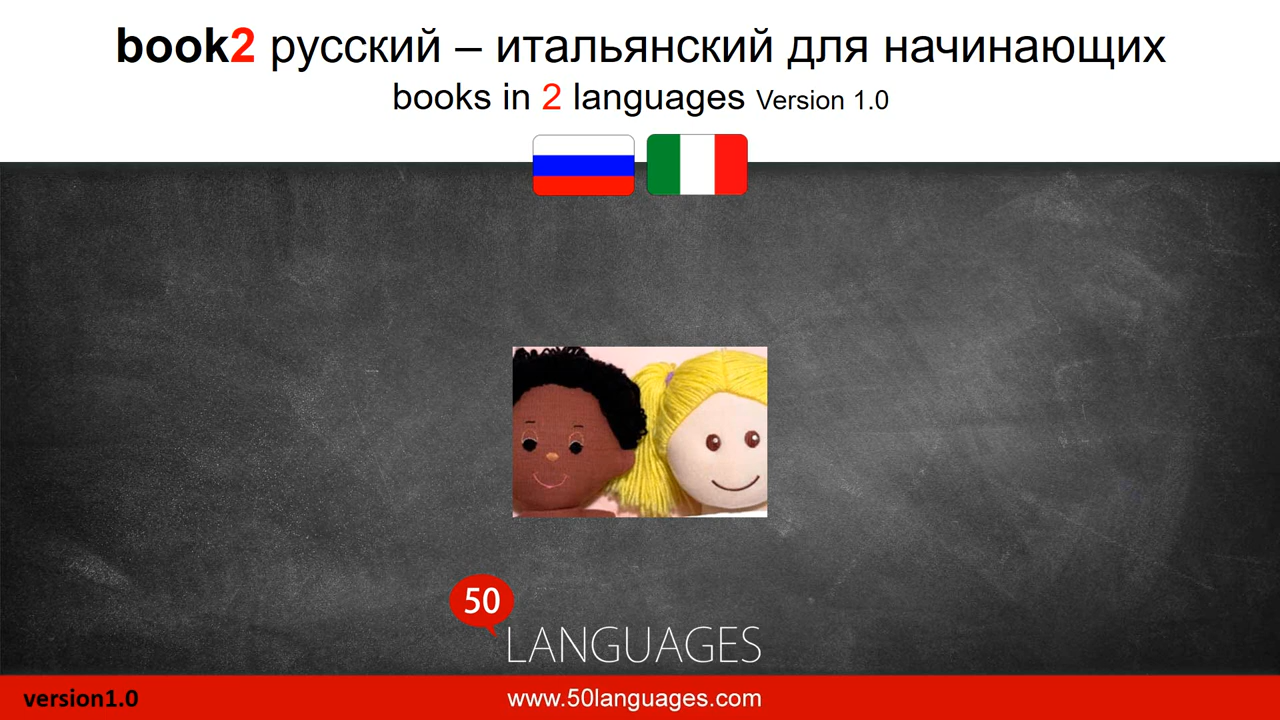 book2 русский – итальянский для начинающих
books in 2 languages Version 1.0
50
LANGUAGES
version1.0
www.50languages.com